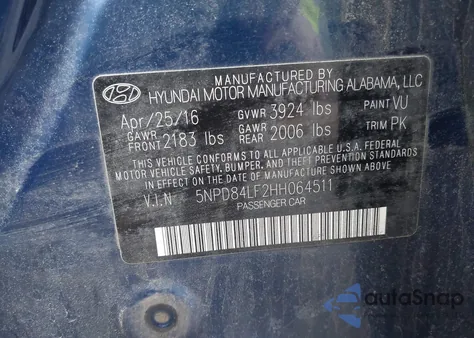 MANUFACTURED BY
HYUNDAI MOTOR MANUFACTURING ALABAMA, LLC
Apr/25/16 GVWR 3924 lbs PAINT VU
GAWR FRONT 2183 lbs GAWR REAR 2006 lbs TRIM PK
THIS VEHICLE CONFORMS TO ALL APPLICABLE U.S.A. FEDERAL
MOTOR VEHICLE SAFETY, BUMPER, AND THEFT PREVENTION STANDARDS
IN EFFECT ON THE DATE OF MANUFACTURE SHOWN ABOVE.
V.I.N 5NPD84LF2HH064511
PASSENGER CAR
autaSnap